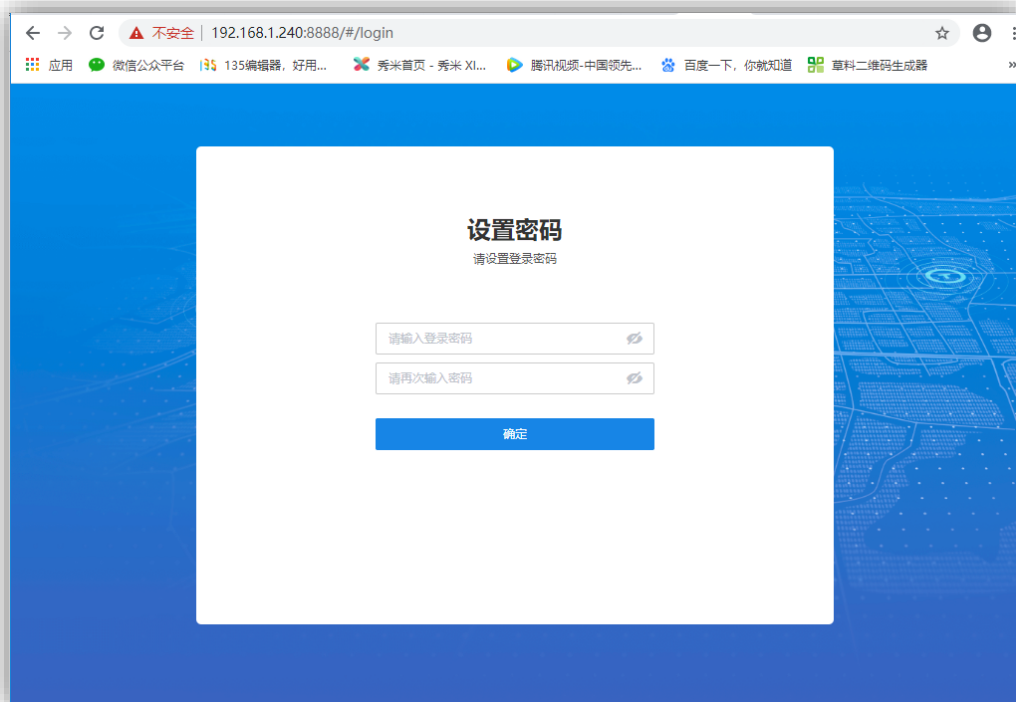 不安全 | 192.168.1.240:8888/#/login
应用 微信公众平台 135编辑器，好用... 秀米首页 - 秀米 XI... 腾讯视频-中国领先... 百度一下，你就知道 草料二维码生成器 »
设置密码
请设置登录密码
请输入登录密码
请再次输入密码
确定